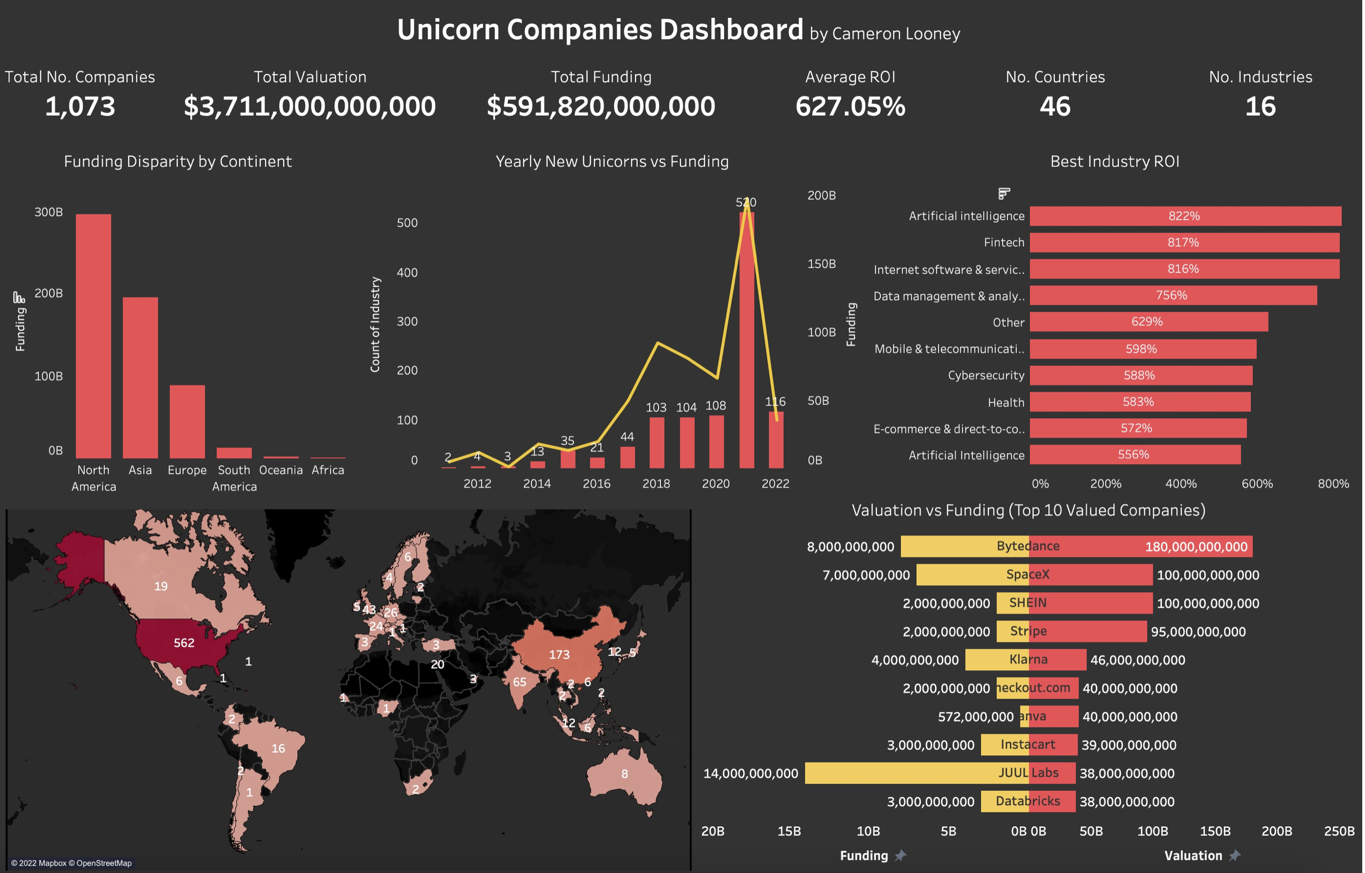 Unicorn Companies Dashboard by Cameron Looney
Total No. Companies
1,073
Total Valuation
$3,711,000,000,000
Total Funding
$591,820,000,000
Average ROI
627.05%
No. Countries
46
No. Industries
16
Funding Disparity by Continent
Funding
300B
200B
100B
0B
North America
Asia
Europe
South America
Oceania
Africa
Yearly New Unicorns vs Funding
Count of Industry
500
400
300
200
100
0
2
4
3
13
35
21
44
103
104
108
520
116
2012
2014
2016
2018
2020
2022
200B
150B
100B
50B
0B
Funding
Best Industry ROI
Artificial intelligence 822%
Fintech 817%
Internet software & servic.. 816%
Data management & analy.. 756%
Other 629%
Mobile & telecommunicati.. 598%
Cybersecurity 588%
Health 583%
E-commerce & direct-to-co.. 572%
Artificial Intelligence 556%
0% 200% 400% 600% 800%
19
562
6
1
1
2
16
2
1
6
4
2
5
43
26
24
1
1
3
3
20
3
1
1
2
173
12
5
65
2
2
6
2
12
6
8
© 2022 Mapbox © OpenStreetMap
Valuation vs Funding (Top 10 Valued Companies)
8,000,000,000 Bytedance 180,000,000,000
7,000,000,000 SpaceX 100,000,000,000
2,000,000,000 SHEIN 100,000,000,000
2,000,000,000 Stripe 95,000,000,000
4,000,000,000 Klarna 46,000,000,000
2,000,000,000 heckout.com 40,000,000,000
572,000,000 anva 40,000,000,000
3,000,000,000 Instacart 39,000,000,000
14,000,000,000 JUUL Labs 38,000,000,000
3,000,000,000 Databricks 38,000,000,000
20B 15B 10B 5B 0B 0B 50B 100B 150B 200B 250B
Funding Valuation